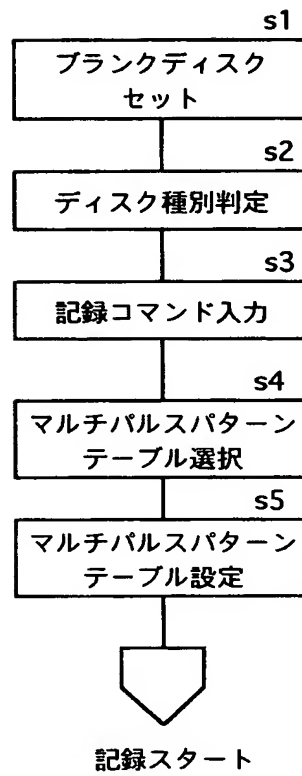 s1
ブランクディスク
セット
s2
ディスク種別判定
s3
記録コマンド入力
s4
マルチパルスパターン
テーブル選択
s5
マルチパルスパターン
テーブル設定
記録スタート